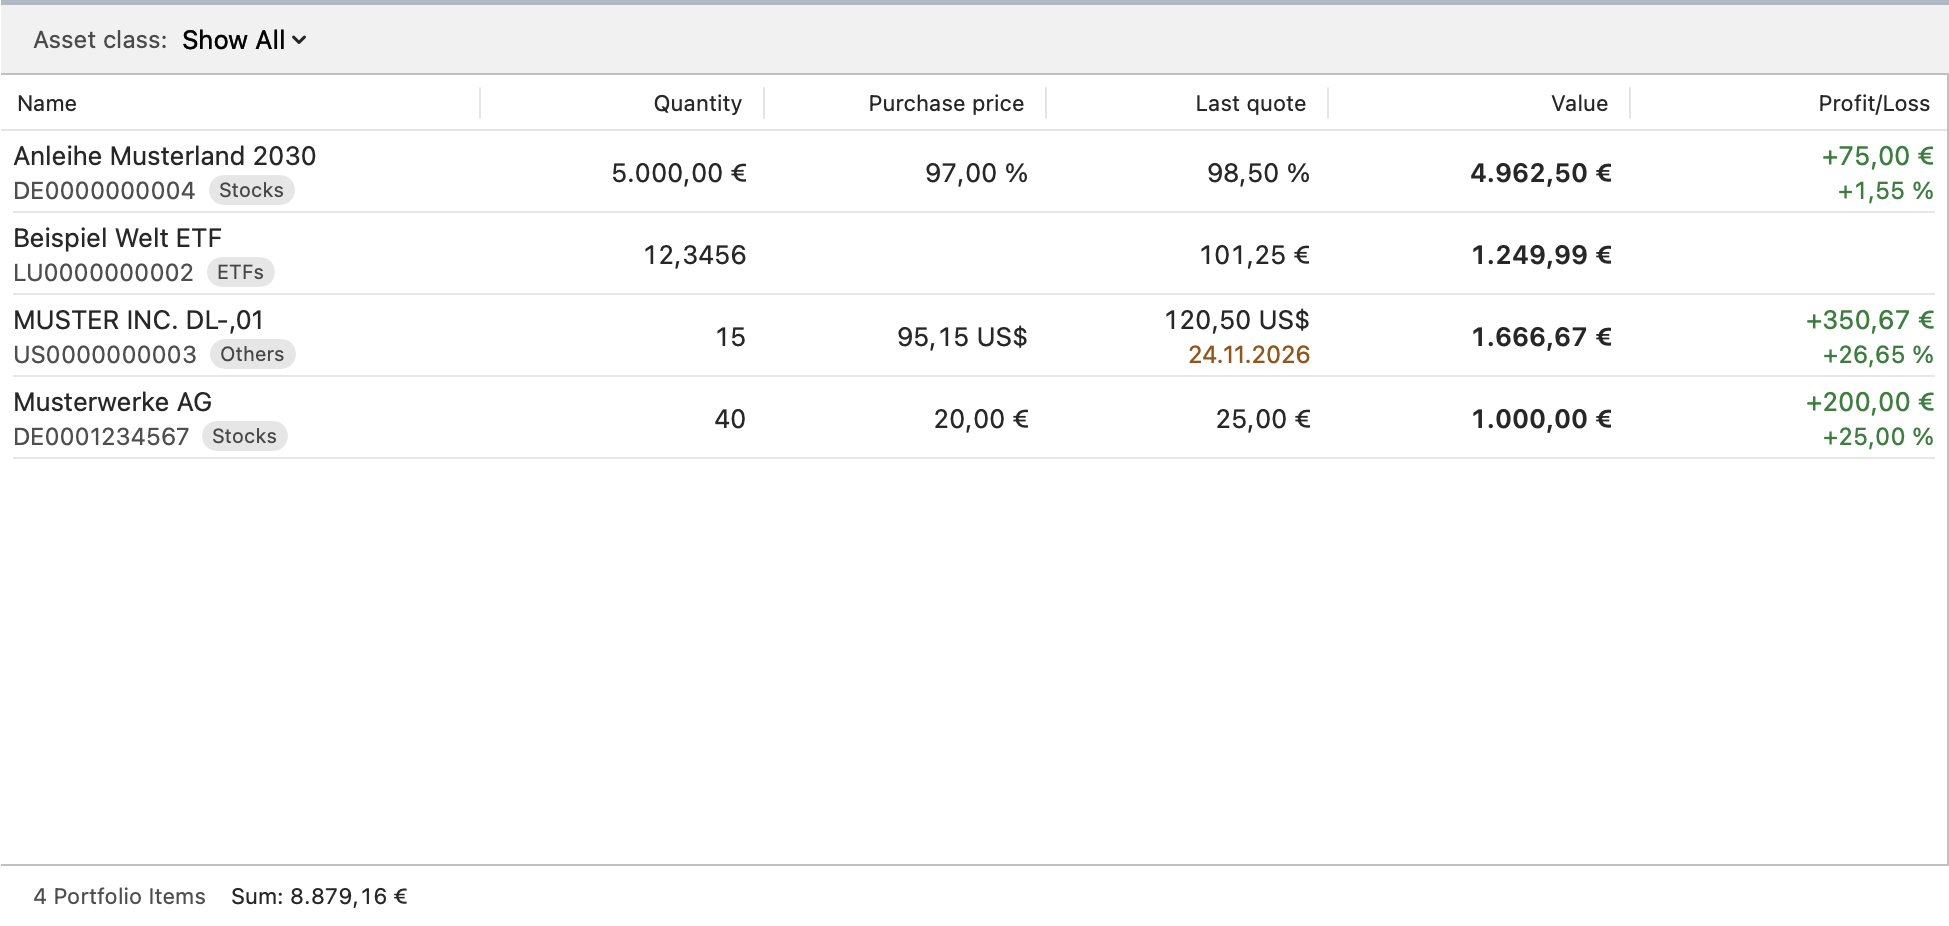 Asset class: Show All
Name Quantity Purchase price Last quote Value Profit/Loss
Anleihe Musterland 2030
DE0000000004 Stocks
5.000,00 € 97,00 % 98,50 % 4.962,50 €
+75,00 €
+1,55 %
Beispiel Welt ETF
LU0000000002 ETFs
12,3456 101,25 € 1.249,99 €
MUSTER INC. DL-,01
US0000000003 Others
15 95,15 US$
120,50 US$
24.11.2026
1.666,67 €
+350,67 €
+26,65 %
Musterwerke AG
DE0001234567 Stocks
40 20,00 € 25,00 € 1.000,00 €
+200,00 €
+25,00 %
4 Portfolio Items Sum: 8.879,16 €